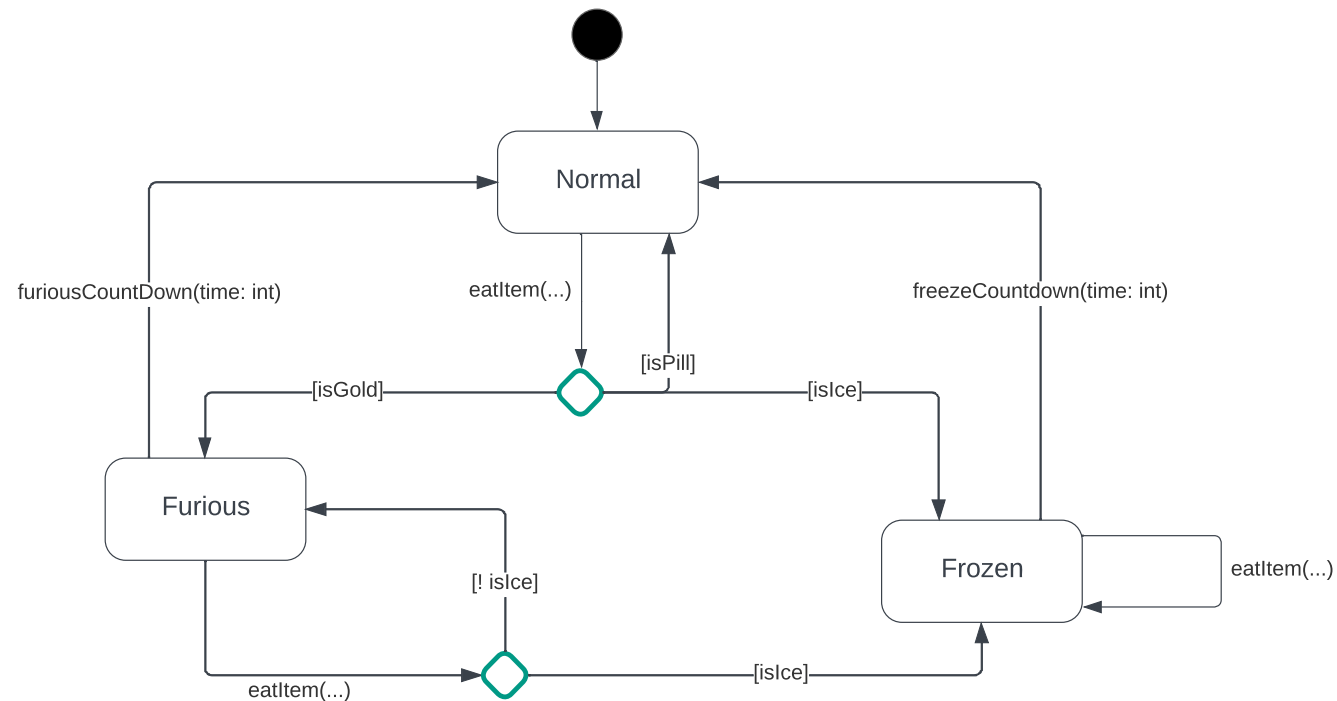 Normal
furiousCountDown(time: int)
eatItem(...)
freezeCountdown(time: int)
[isPill]
[isGold]
[isIce]
Furious
Frozen
eatItem(...)
[! isIce]
[isIce]
eatItem(...)